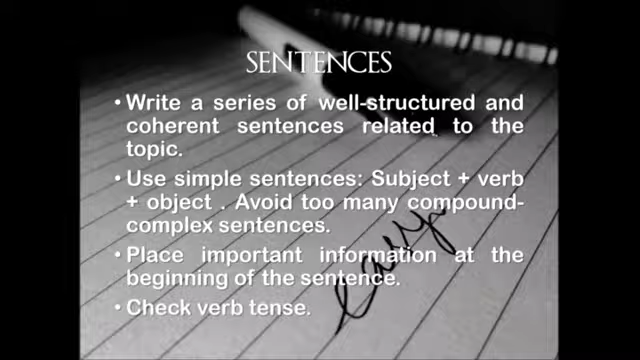 SENTENCES
• Write a series of well-structured and
coherent sentences related to the
topic.
• Use simple sentences: Subject + verb
+ object . Avoid too many compound-
complex sentences.
• Place important information at the
beginning of the sentence.
• Check verb tense.